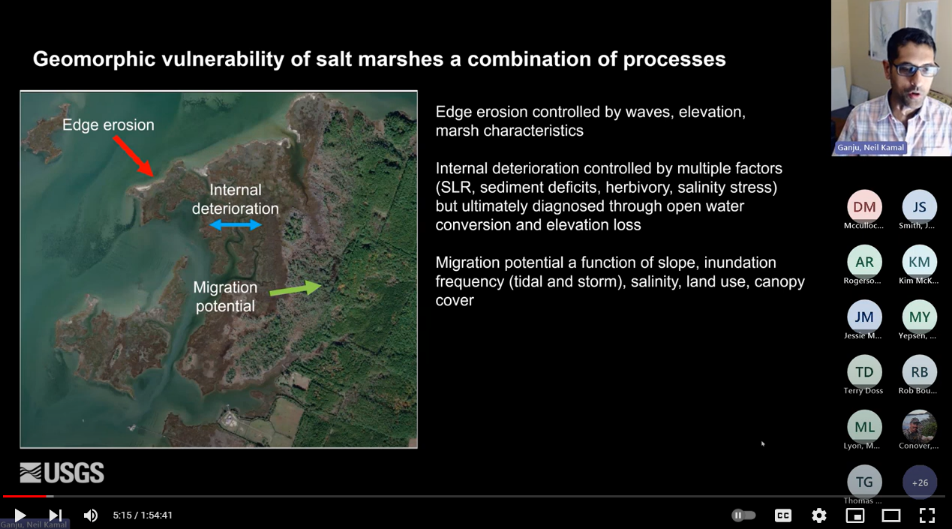 Geomorphic vulnerability of salt marshes a combination of processes
Edge erosion
Internal
deterioration
Migration
potential
Edge erosion controlled by waves, elevation,
marsh characteristics
Internal deterioration controlled by multiple factors
(SLR, sediment deficits, herbivory, salinity stress)
but ultimately diagnosed through open water
conversion and elevation loss
Migration potential a function of slope, inundation
frequency (tidal and storm), salinity, land use, canopy
cover
USGS
Ganju, Neil Kamal
DM
Mcculloc...
JS
Smith, J...
AR
Rogerso...
KM
Kim McK...
JM
Jessie M...
MY
Yepsen, ...
TD
Terry Doss
RB
Rob Bou...
ML
Lyon, M...
Conover,...
TG
Thomas ...
+26
5:15 / 1:54:41
CC
Ganju, Neil Kamal